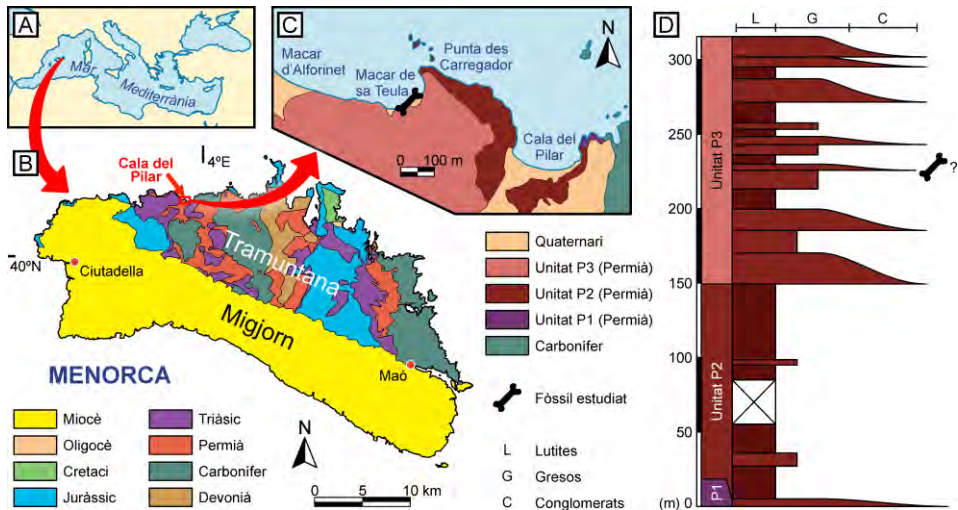 A
Mar
Mediterrània
B
4ºE
Cala del
Pilar
40ºN
Ciutadella
Tramuntana
Migjorn
Maó
MENORCA
Miocè
Oligocè
Cretaci
Juràssic
Triàsic
Permià
Carbonifer
Devonià
N
0 5 10 km
C
Macar
d'Alforinet
Macar de
sa Teula
Punta des
Carregador
N
Cala del
Pilar
0 100 m
Quaternari
Unitat P3 (Permià)
Unitat P2 (Permià)
Unitat P1 (Permià)
Carbonifer
Fòssil estudiat
L Lutites
G Gresos
C Conglomerats
D
L G C
300
250
200
150
100
50
(m) 0
Unitat P3
Unitat P2
P1
?